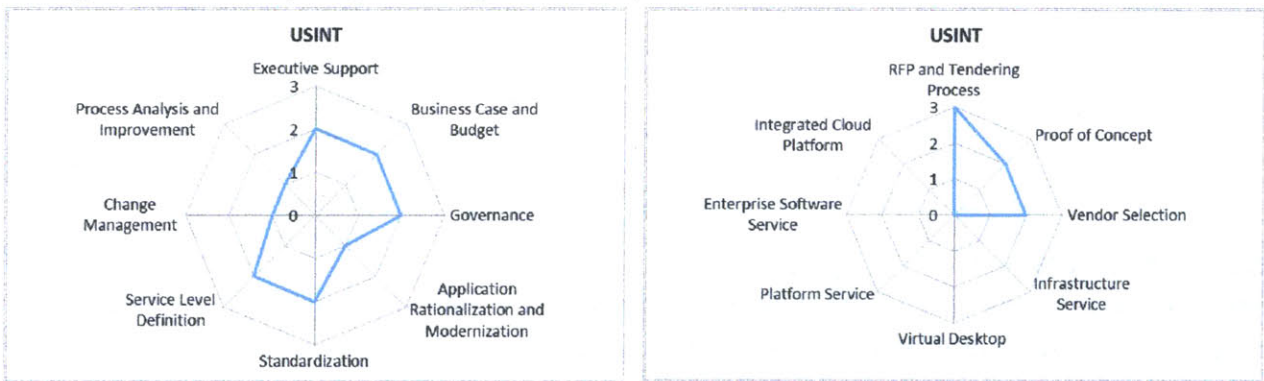 USINT
Executive Support
3
Process Analysis and
Improvement
Business Case and
Budget
2
1
Change
Management
0
Governance
Service Level
Definition
Application
Rationalization and
Modernization
Standardization
USINT
RFP and Tendering
Process
3
Integrated Cloud
Platform
Proof of Concept
2
1
Enterprise Software
Service
0
Vendor Selection
Platform Service
Infrastructure
Service
Virtual Desktop